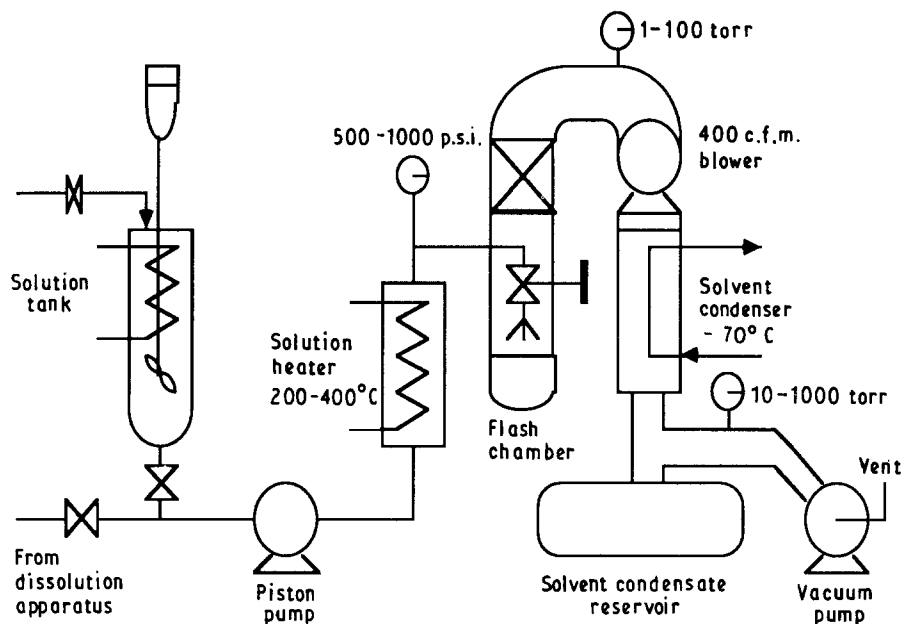 1-100 torr
500-1000 p.s.i.
400 c.f.m.
blower
Solution
tank
Solution
heater
200-400°C
Solvent
condenser
- 70° C
10-1000 torr
Flash
chamber
Vent
From
dissolution
apparatus
Piston
pump
Solvent condensate
reservoir
Vacuum
pump